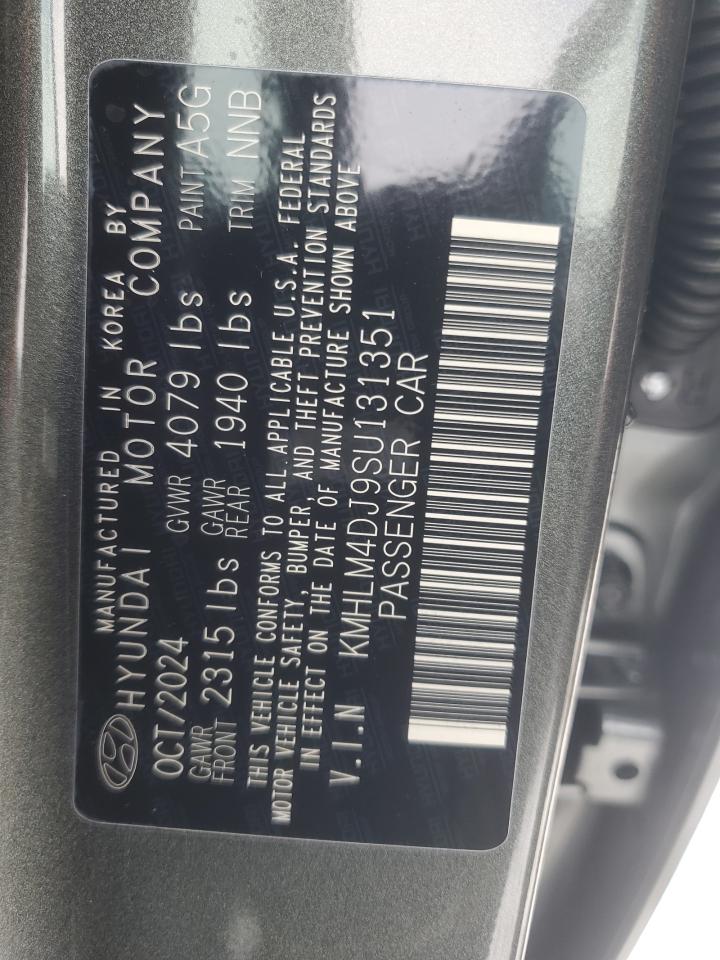 MANUFACTURED IN KOREA BY
HYUNDAI MOTOR COMPANY
OCT/2024 GVWR 4079 lbs PAINT A5G
GAWR FRONT 2315 lbs GAWR REAR 1940 lbs TRIM NNB
THIS VEHICLE CONFORMS TO ALL APPLICABLE U.S.A. FEDERAL
MOTOR VEHICLE SAFETY, BUMPER, AND THEFT PREVENTION STANDARDS
IN EFFECT ON THE DATE OF MANUFACTURE SHOWN ABOVE
V.I.N KMHLM4DJ9SU131351
PASSENGER CAR